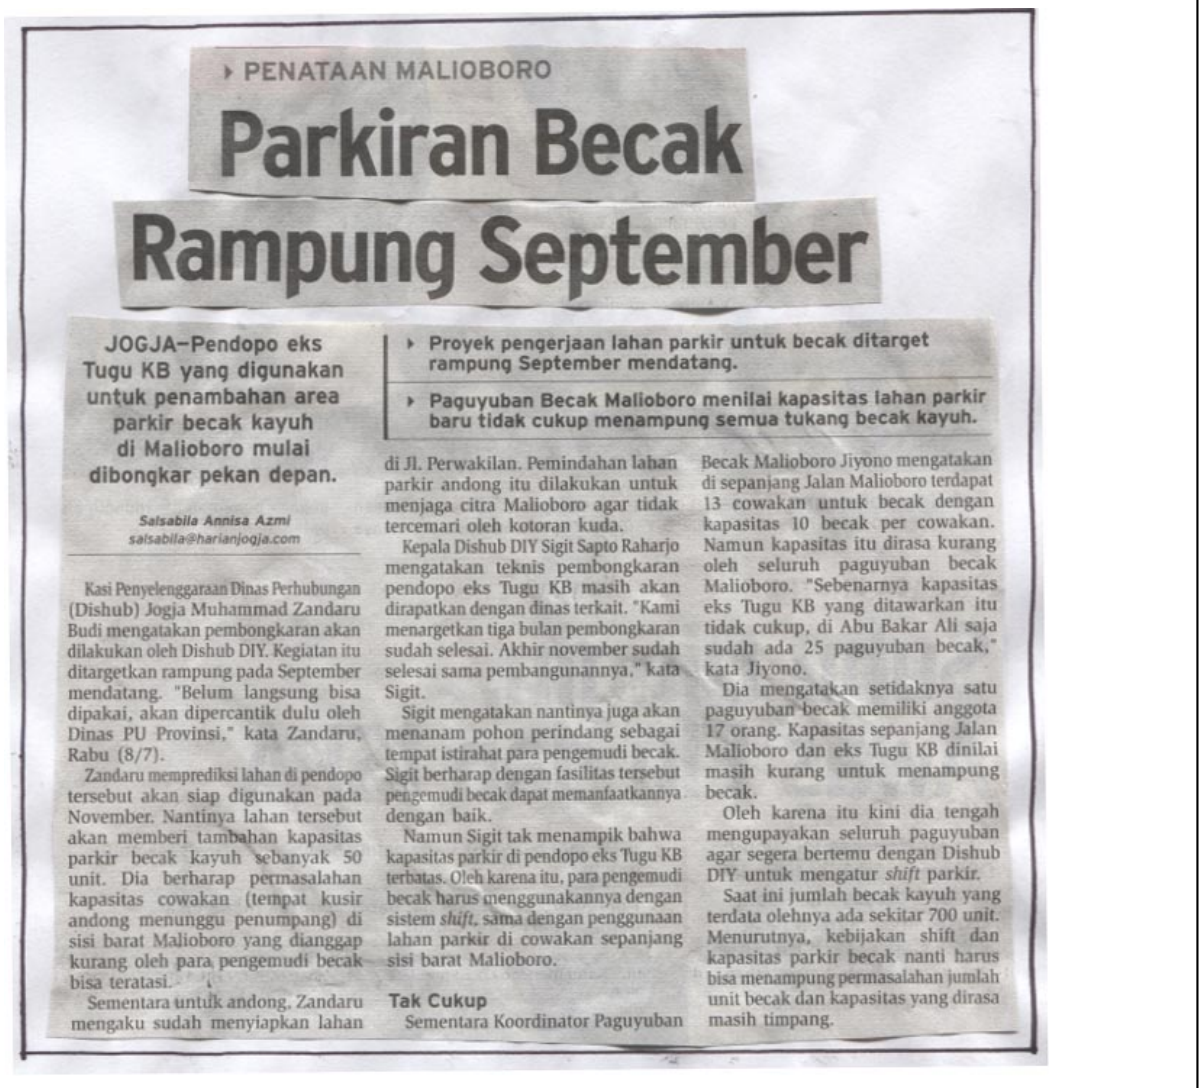 PENATAAN MALIOBORO
Parkiran Becak
Rampung September
JOGJA—Pendopo eks
Tugu KB yang digunakan
untuk penambahan area
parkir becak kayuh
di Malioboro mulai
dibongkar pekan depan.
Salsabila Annisa Azmi
salsabila@harianjogja.com
Proyek pengerjaan lahan parkir untuk becak ditarget
rampung September mendatang.
Paguyuban Becak Malioboro menilai kapasitas lahan parkir
baru tidak cukup menampung semua tukang becak kayuh.
Kasi Penyelenggaraan Dinas Perhubungan
(Dishub) Jogja Muhammad Zandaru
Budi mengatakan pembongkaran akan
dilakukan oleh Dishub DIY. Kegiatan itu
ditargetkan rampung pada September
mendatang. "Belum langsung bisa
dipakai, akan dipercantik dulu oleh
Dinas PU Provinsi," kata Zandaru,
Rabu (8/7).
Zandaru memprediksi lahan di pendopo
tersebut akan siap digunakan pada
November. Nantinya lahan tersebut
akan memberi tambahan kapasitas
parkir becak kayuh sebanyak 50
unit. Dia berharap permasalahan
kapasitas cowakan (tempat kusir
andong menunggu penumpang) di
sisi barat Malioboro yang dianggap
kurang oleh para pengemudi becak
bisa teratasi.
Sementara untuk andong, Zandaru
mengaku sudah menyiapkan lahan
di Jl. Perwakilan. Pemindahan lahan
parkir andong itu dilakukan untuk
menjaga citra Malioboro agar tidak
tercemari oleh kotoran kuda.
Kepala Dishub DIY Sigit Sapto Raharjo
mengatakan teknis pembongkaran
pendopo eks Tugu KB masih akan
dirapatkan dengan dinas terkait. "Kami
menargetkan tiga bulan pembongkaran
sudah selesai. Akhir november sudah
selesai sama pembangunannya," kata
Sigit.
Sigit mengatakan nantinya juga akan
menanam pohon perindang sebagai
tempat istirahat para pengemudi becak.
Sigit berharap dengan fasilitas tersebut
pengemudi becak dapat memanfaatkannya
dengan baik.
Namun Sigit tak menampik bahwa
kapasitas parkir di pendopo eks Tugu KB
terbatas. Oleh karena itu, para pengemudi
becak harus menggunakannya dengan
sistem shift, sama dengan penggunaan
lahan parkir di cowakan sepanjang
sisi barat Malioboro.
Tak Cukup
Sementara Koordinator Paguyuban
Becak Malioboro Jiyono mengatakan
di sepanjang Jalan Malioboro terdapat
13 cowakan untuk becak dengan
kapasitas 10 becak per cowakan.
Namun kapasitas itu dirasa kurang
oleh seluruh paguyuban becak
Malioboro. "Sebenarnya kapasitas
eks Tugu KB yang ditawarkan itu
tidak cukup, di Abu Bakar Ali saja
sudah ada 25 paguyuban becak,"
kata Jiyono.
Dia mengatakan setidaknya satu
paguyuban becak memiliki anggota
17 orang. Kapasitas sepanjang Jalan
Malioboro dan eks Tugu KB dinilai
masih kurang untuk menampung
becak.
Oleh karena itu kini dia tengah
mengupayakan seluruh paguyuban
agar segera bertemu dengan Dishub
DIY untuk mengatur shift parkir.
Saat ini jumlah becak kayuh yang
terdata olehnya ada sekitar 700 unit.
Menurutnya, kebijakan shift dan
kapasitas parkir becak nanti harus
bisa menampung permasalahan jumlah
unit becak dan kapasitas yang dirasa
masih timpang.